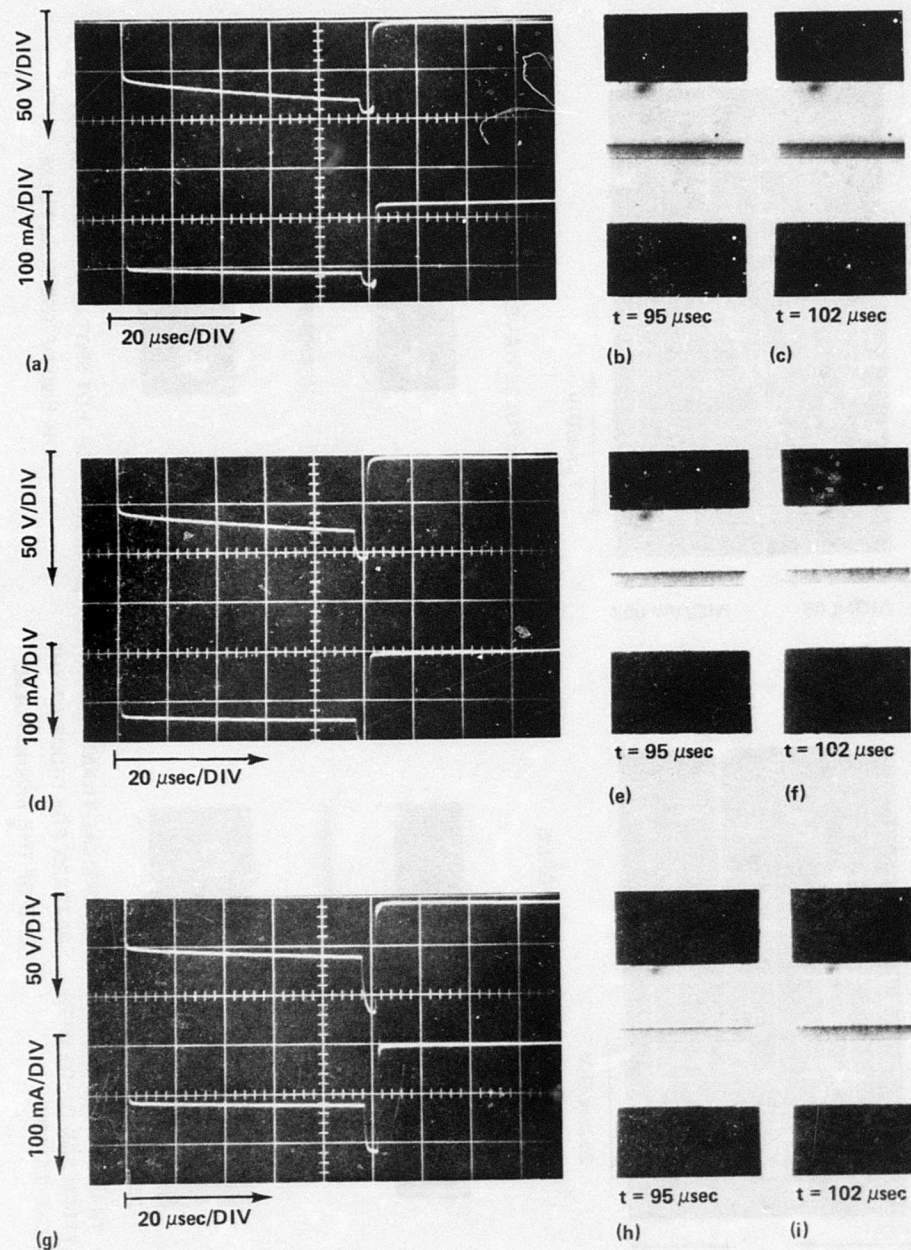 50 V/DIV
100 mA/DIV
20 μsec/DIV
(a)
t = 95 μsec
t = 102 μsec
(b)
(c)
50 V/DIV
100 mA/DIV
20 μsec/DIV
(d)
t = 95 μsec
t = 102 μsec
(e)
(f)
50 V/DIV
100 mA/DIV
20 μsec/DIV
(g)
t = 95 μsec
t = 102 μsec
(h)
(i)